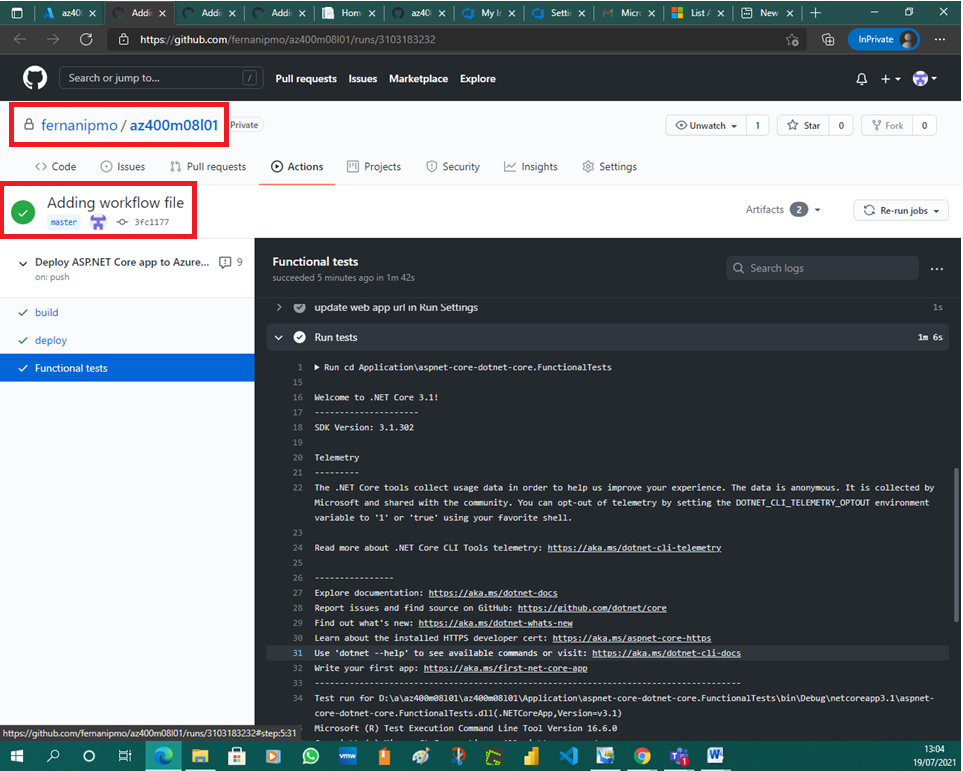 az40
Addi
Addi
Addi
Hom
az40
My In
Settin
Micro
List A
New
https://github.com/fernanipmo/az400m08l01/runs/3103183232
InPrivate
Search or jump to...
/
Pull requests
Issues
Marketplace
Explore
fernanipmo / az400m08l01
Private
Unwatch
1
Star
0
Fork
0
Code
Issues
Pull requests
Actions
Projects
Security
Insights
Settings
Adding workflow file
master
3fc1177
Artifacts 2
Re-run jobs
Deploy ASP.NET Core app to Azure...
9
on: push
build
deploy
Functional tests
Functional tests
succeeded 5 minutes ago in 1m 42s
Search logs
update web app url in Run Settings
1s
Run tests
1m 6s
1 Run cd Application\aspnet-core-dotnet-core.FunctionalTests
15
16 Welcome to .NET Core 3.1!
17 ---------------------
18 SDK Version: 3.1.302
19
20 Telemetry
21 ---------
22 The .NET Core tools collect usage data in order to help us improve your experience. The data is anonymous. It is collected by
Microsoft and shared with the community. You can opt-out of telemetry by setting the DOTNET_CLI_TELEMETRY_OPTOUT environment
variable to '1' or 'true' using your favorite shell.
23
24 Read more about .NET Core CLI Tools telemetry: https://aka.ms/dotnet-cli-telemetry
25
26 ----------------
27 Explore documentation: https://aka.ms/dotnet-docs
28 Report issues and find source on GitHub: https://github.com/dotnet/core
29 Find out what's new: https://aka.ms/dotnet-whats-new
30 Learn about the installed HTTPS developer cert: https://aka.ms/aspnet-core-https
31 Use 'dotnet --help' to see available commands or visit: https://aka.ms/dotnet-cli-docs
32 Write your first app: https://aka.ms/first-net-core-app
33 --------------------------------------------------------------------------------------
34 Test run for D:\a\az400m08l01\az400m08l01\Application\aspnet-core-dotnet-core.FunctionalTests\bin\Debug\netcoreapp3.1\aspnet-
core-dotnet-core.FunctionalTests.dll(.NETCoreApp,Version=v3.1)
Microsoft (R) Test Execution Command Line Tool Version 16.6.0
https://github.com/fernanipmo/az400m08l01/runs/3103183232#step:5:31
vmw
13:04
19/07/2021